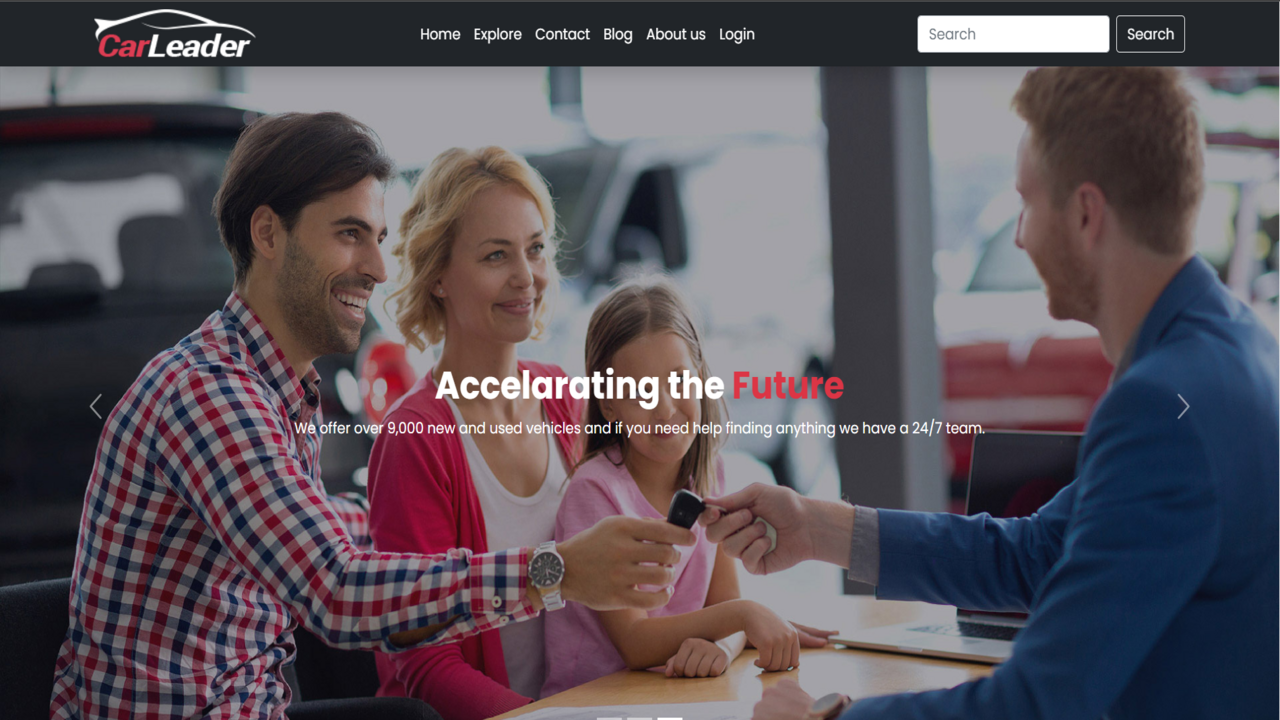 CarLeader
Home Explore Contact Blog About us Login
Search Search
Accelarating the Future
We offer over 9,000 new and used vehicles and if you need help finding anything we have a 24/7 team.